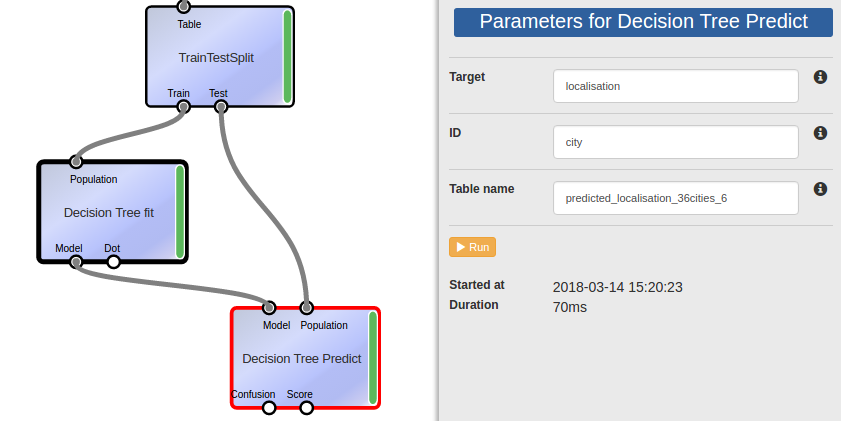 Table
TrainTestSplit
Train Test
Population
Decision Tree fit
Model Dot
Model Population
Decision Tree Predict
Confusion Score
Parameters for Decision Tree Predict
Target localisation
ID city
Table name predicted_localisation_36cities_6
Run
Started at 2018-03-14 15:20:23
Duration 70ms